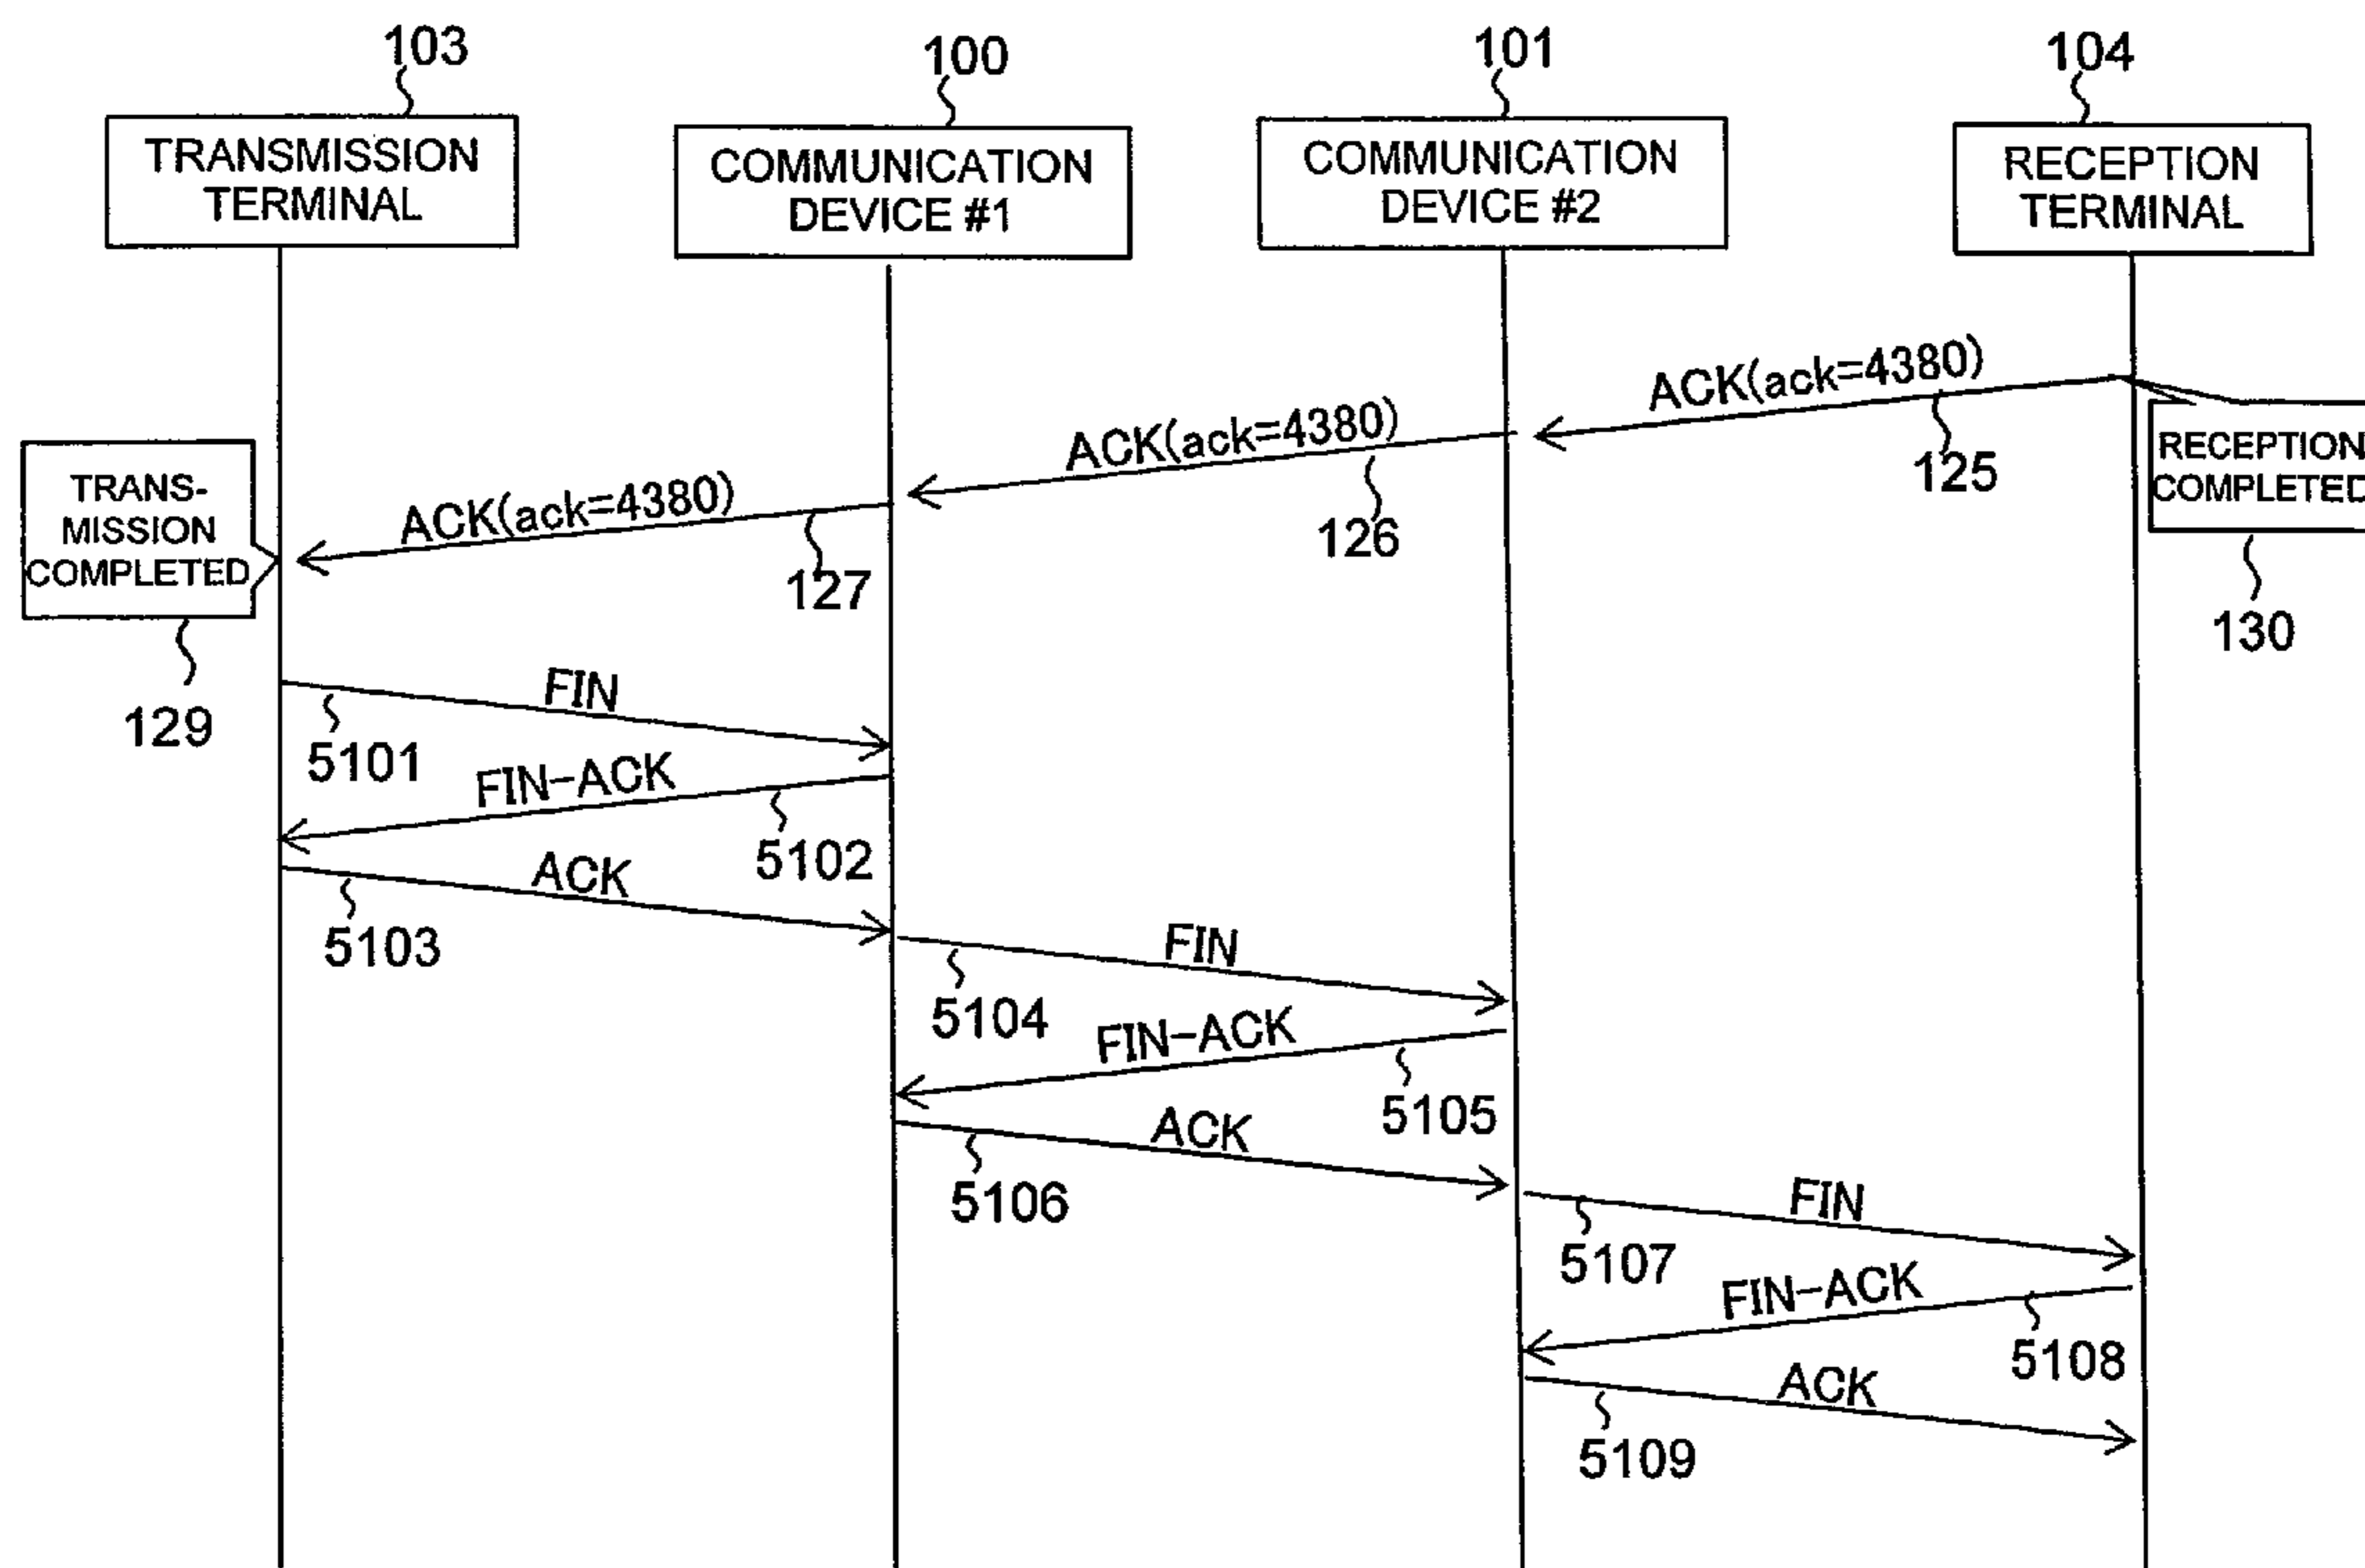 103
100
101
104
TRANSMISSION
TERMINAL
COMMUNICATION
DEVICE #1
COMMUNICATION
DEVICE #2
RECEPTION
TERMINAL
ACK(ack=4380)
125
RECEPTION
COMPLETED
130
ACK(ack=4380)
126
ACK(ack=4380)
127
TRANS-
MISSION
COMPLETED
129
FIN
5101
FIN-ACK
5102
ACK
5103
FIN
5104
FIN-ACK
5105
ACK
5106
FIN
5107
FIN-ACK
5108
ACK
5109